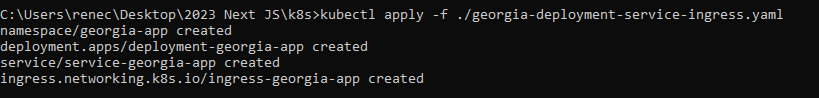 C:\Users\renec\Desktop\2023 Next JS\k8s>kubectl apply -f ./georgia-deployment-service-ingress.yaml
namespace/georgia-app created
deployment.apps/deployment-georgia-app created
service/service-georgia-app created
ingress.networking.k8s.io/ingress-georgia-app created